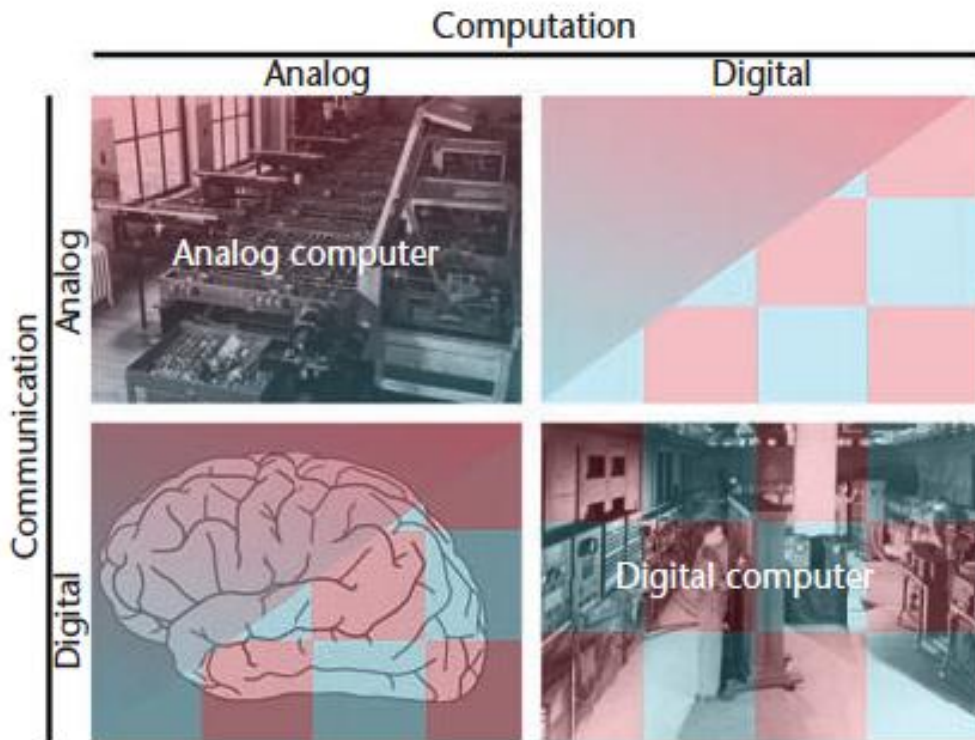 Computation
Analog
Digital
Communication
Analog
Analog computer
Digital
Digital computer